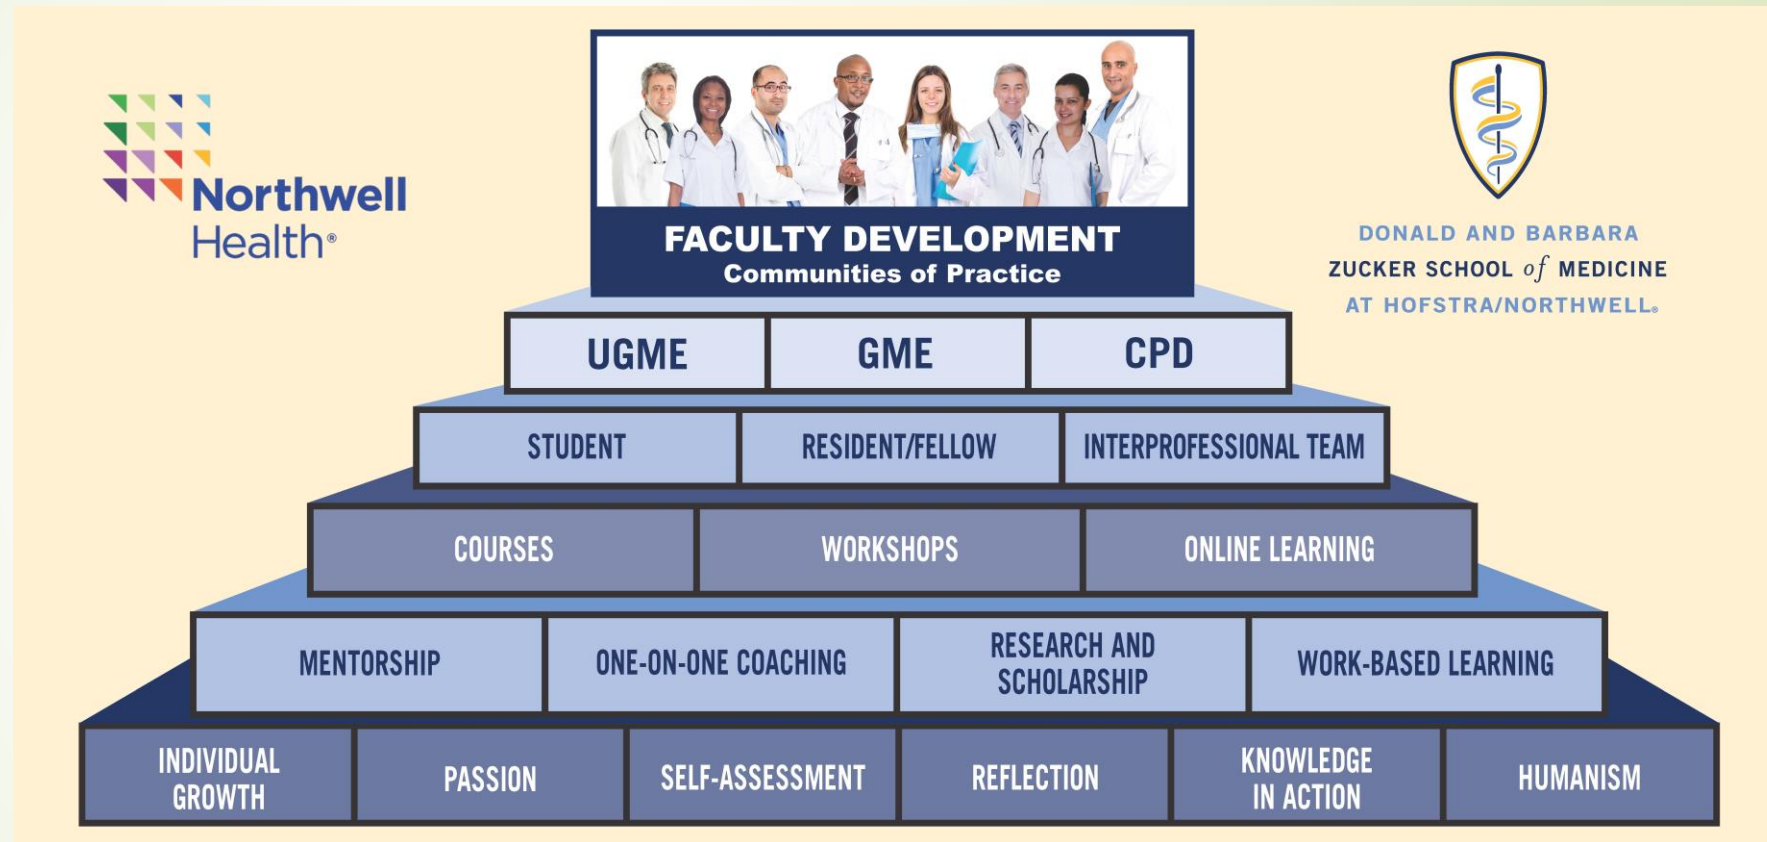 Northwell
Health®
FACULTY DEVELOPMENT
Communities of Practice
DONALD AND BARBARA
ZUCKER SCHOOL of MEDICINE
AT HOFSTRA/NORTHWELL®
UGME
GME
CPD
STUDENT
RESIDENT/FELLOW
INTERPROFESSIONAL TEAM
COURSES
WORKSHOPS
ONLINE LEARNING
MENTORSHIP
ONE-ON-ONE COACHING
RESEARCH AND
SCHOLARSHIP
WORK-BASED LEARNING
INDIVIDUAL
GROWTH
PASSION
SELF-ASSESSMENT
REFLECTION
KNOWLEDGE
IN ACTION
HUMANISM